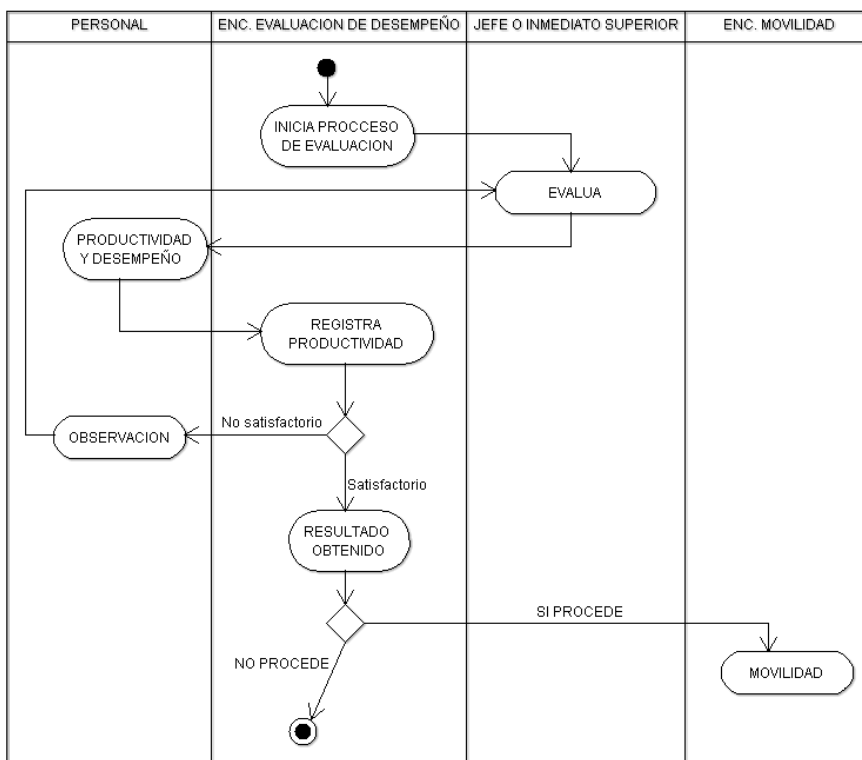 PERSONAL
ENC. EVALUACION DE DESEMPEÑO
JEFE O INMEDIATO SUPERIOR
ENC. MOVILIDAD
INICIA PROCCESO
DE EVALUACION
EVALUA
PRODUCTIVIDAD
Y DESEMPEÑO
REGISTRA
PRODUCTIVIDAD
No satisfactorio
OBSERVACION
Satisfactorio
RESULTADO
OBTENIDO
SI PROCEDE
NO PROCEDE
MOVILIDAD